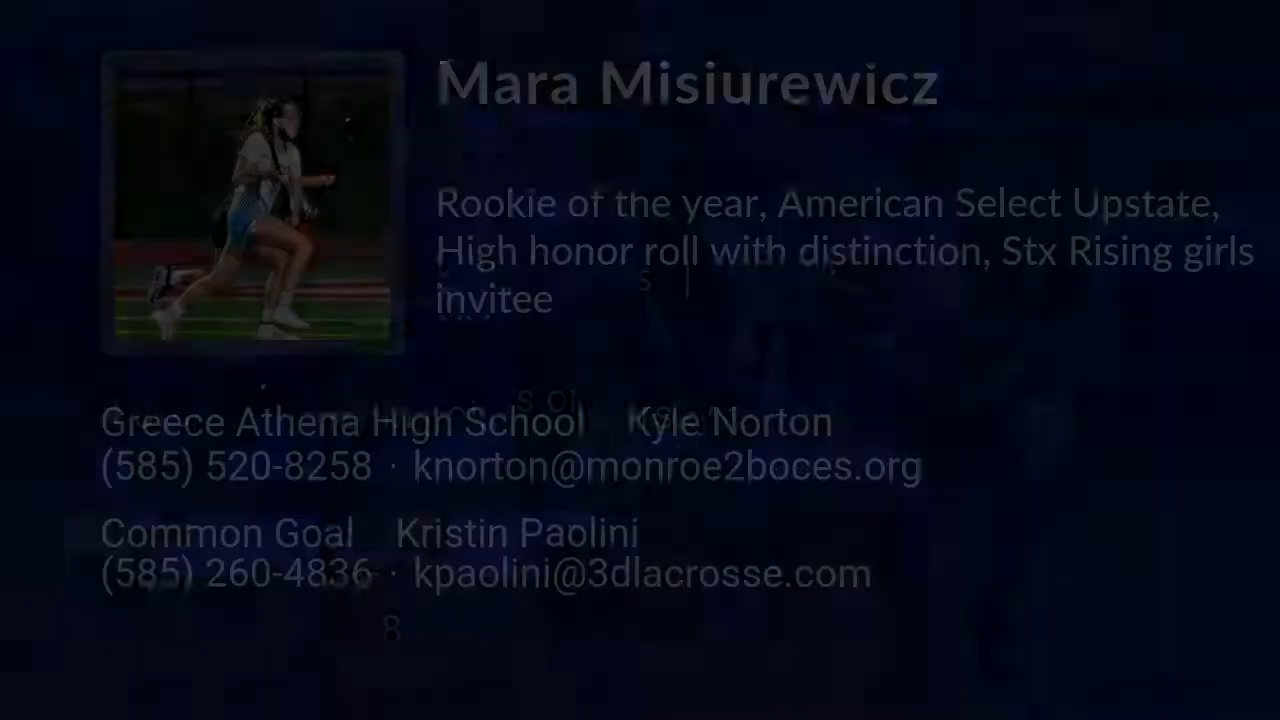 Mara Misiurewicz
Rookie of the year, American Select Upstate,
High honor roll with distinction, Stx Rising girls
invitee
Greece Athena High School Kyle Norton
(585) 520-8258 · knorton@monroe2boces.org
Common Goal Kristin Paolini
(585) 260-4836 · kpaolini@3dlacrosse.com
8